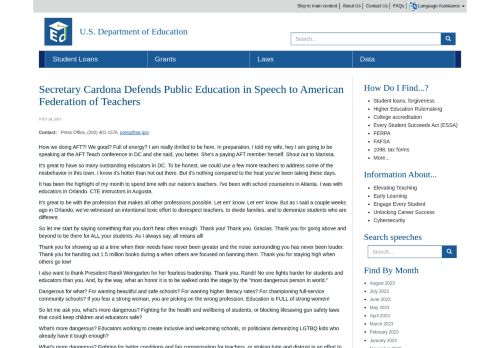 Skip to main content | About Us | Contact Us | FAQs | Language Assistance
U.S. Department of Education
Search...
Student Loans
Grants
Laws
Data
Secretary Cardona Defends Public Education in Speech to American
Federation of Teachers
JULY 24, 2023
Contact: Press Office, (202) 401-1576, press@ed.gov
How we doing AFT?! We good? Full of energy? I am really thrilled to be here. In preparation, I told my wife, hey I am going to be
speaking at the AFT Teach conference in DC and she said, you better. She's a paying AFT member herself. Shout out to Marissa.
It's great to have so many outstanding educators in DC. To be honest, we could use a few more teachers to address some of the
misbehavior in this town. I know it's hotter than hot out there. But it's nothing compared to the heat you've been taking these days.
It has been the highlight of my month to spend time with our nation's teachers. I've been with school counselors in Atlanta, I was with
educators in Orlando. CTE instructors in Augusta.
It's great to be with the profession that makes all other professions possible. Let em' know. Let em' know. But as I said a couple weeks
ago in Orlando, we've witnessed an intentional toxic effort to disrespect teachers, to divide families, and to demonize students who are
different.
So let me start by saying something that you don't hear often enough. Thank you! Thank you. Gracias. Thank you for going above and
beyond to be there for ALL your students. As I always say, all means all!
Thank you for showing up at a time when their needs have never been greater and the noise surrounding you has never been louder.
Thank you for handing out 1.5 million books during a when others are focused on banning them. Thank you for staying high when
others go low!
I also want to thank President Randi Weingarten for her fearless leadership. Thank you, Randi! No one fights harder for students and
educators than you. And, by the way, what an honor it is to be walked onto the stage by the "most dangerous person in world."
Dangerous for what? For wanting beautiful and safe schools? For wanting higher literacy rates? For championing full-service
community schools? If you fear a strong woman, you are picking on the wrong profession. Education is FULL of strong women!
So let me ask you, what's more dangerous? Fighting for the health and wellbeing of students, or blocking lifesaving gun safety laws
that could keep children and educators safe?
What's more dangerous? Educators working to create inclusive and welcoming schools, or politicians demonizing LGTBQ kids who
already have it tough enough?
What's more dangerous? Fighting for better conditions and fair compensation for teachers, or stoking hate and distrust in an effort to
How Do I Find...?
Student loans, forgiveness
Higher Education Rulemaking
College accreditation
Every Student Succeeds Act (ESSA)
FERPA
FAFSA
1098, tax forms
More...
Information About...
Elevating Teaching
Early Learning
Engage Every Student
Unlocking Career Success
Cybersecurity
Search speeches
Search...
Find By Month
August 2023
July 2023
June 2023
May 2023
April 2023
March 2023
February 2023
January 2023